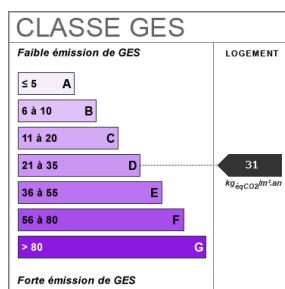 CLASSE GES
Faible émission de GES
LOGEMENT
≤ 5 A
6 à 10 B
11 à 20 C
21 à 35 D
31
kgéqCO2/m².an
36 à 55 E
56 à 80 F
> 80 G
Forte émission de GES